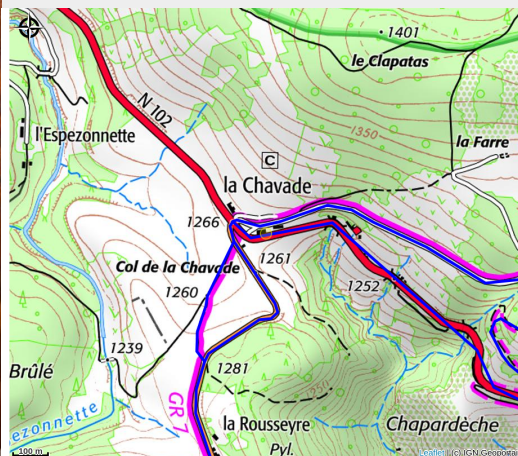 1401
le Clapatas
N 102
l'Espezonnette
1350
C
la Farre
la Chavade
1266
Col de la Chavade
1261
1260
1252
1239
1281
Brûlé
GR 7
ezonnette
la Rousseyre
Chapardèche
Pyl.
100 m
Leaflet | (c) IGN Geoportail